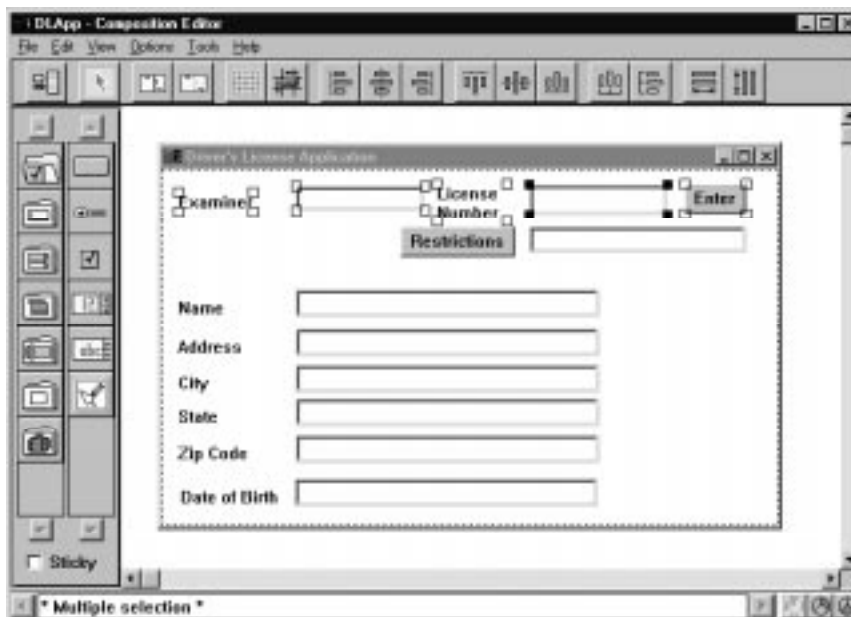 DLApp - Composition Editor
File Edit View Options Tools Help
Driver's License Application
Examine
License
Number
Enter
Restrictions
Name
Address
City
State
Zip Code
Date of Birth
Sticky
* Multiple selection *